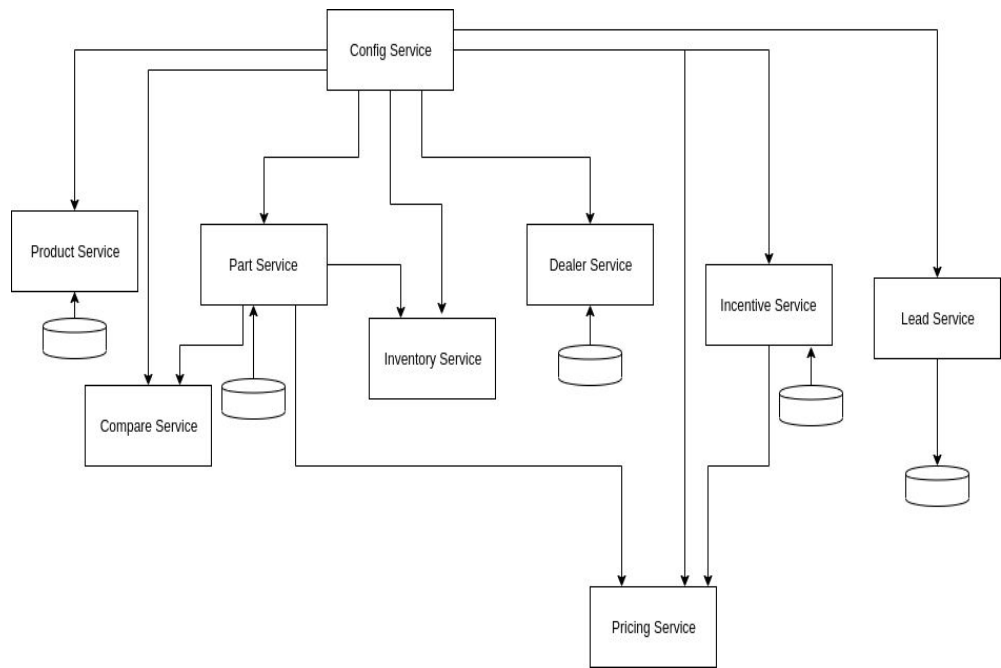 Config Service
Product Service
Part Service
Dealer Service
Incentive Service
Lead Service
Inventory Service
Compare Service
Pricing Service